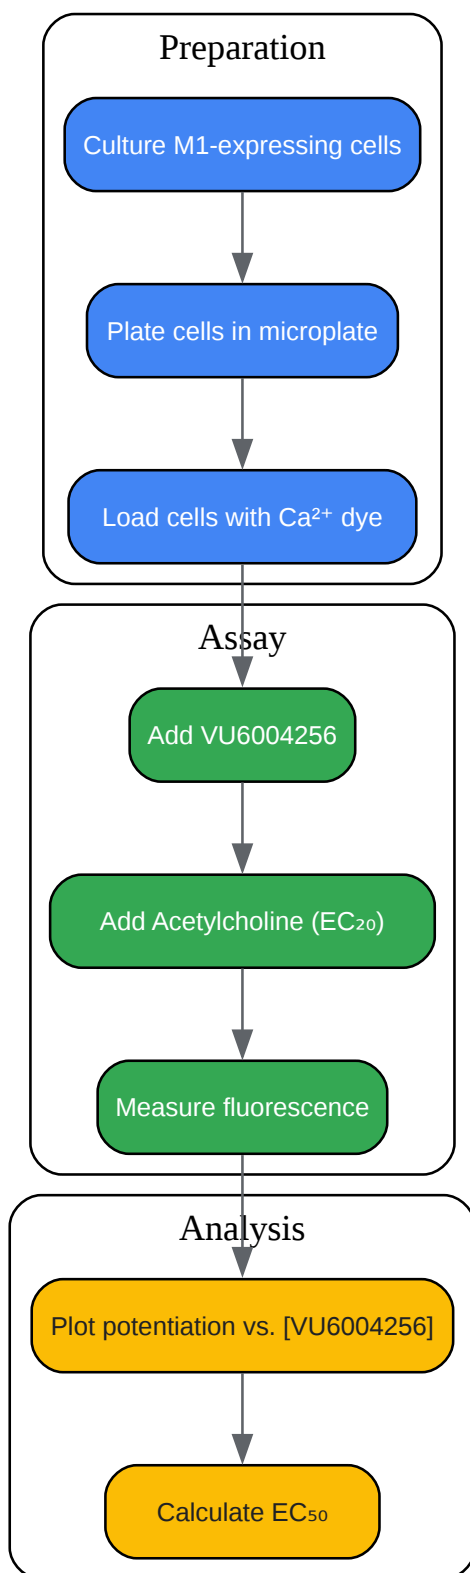 Preparation
Culture M1-expressing cells
Plate cells in microplate
Load cells with Ca²⁺ dye
Assay
Add VU6004256
Add Acetylcholine (EC₂₀)
Measure fluorescence
Analysis
Plot potentiation vs. [VU6004256]
Calculate EC₅₀